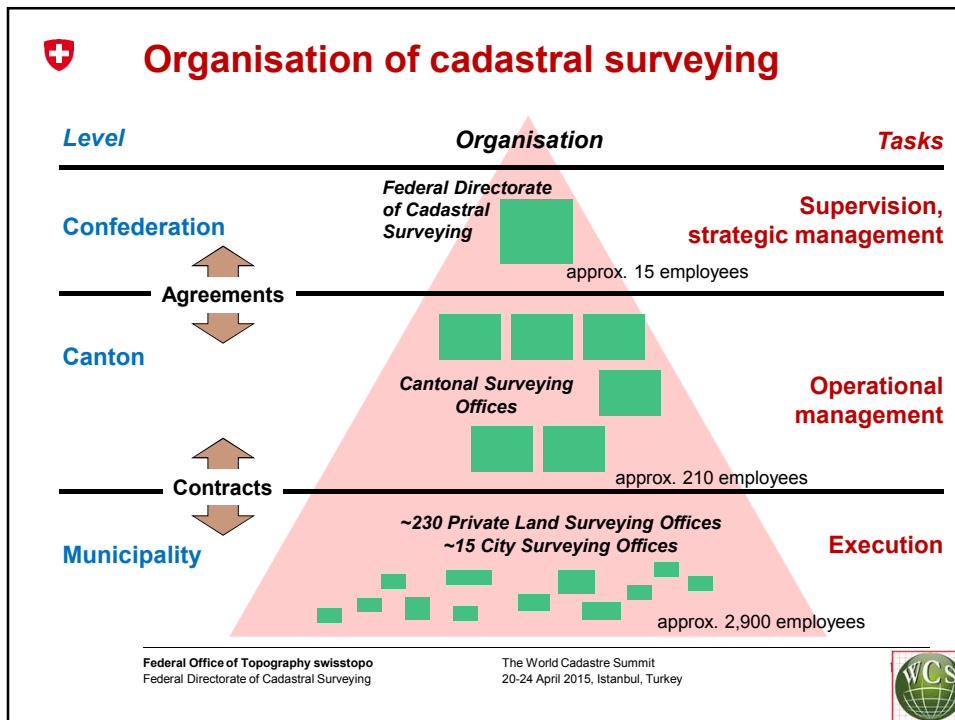 Organisation of cadastral surveying
Level
Organisation
Tasks
Federal Directorate
of Cadastral
Surveying
Confederation
Supervision,
strategic management
approx. 15 employees
Agreements
Canton
Cantonal Surveying
Offices
Operational
management
approx. 210 employees
Contracts
~230 Private Land Surveying Offices
~15 City Surveying Offices
Municipality
Execution
approx. 2,900 employees
Federal Office of Topography swisstopo
Federal Directorate of Cadastral Surveying
The World Cadastre Summit
20-24 April 2015, Istanbul, Turkey
WCS